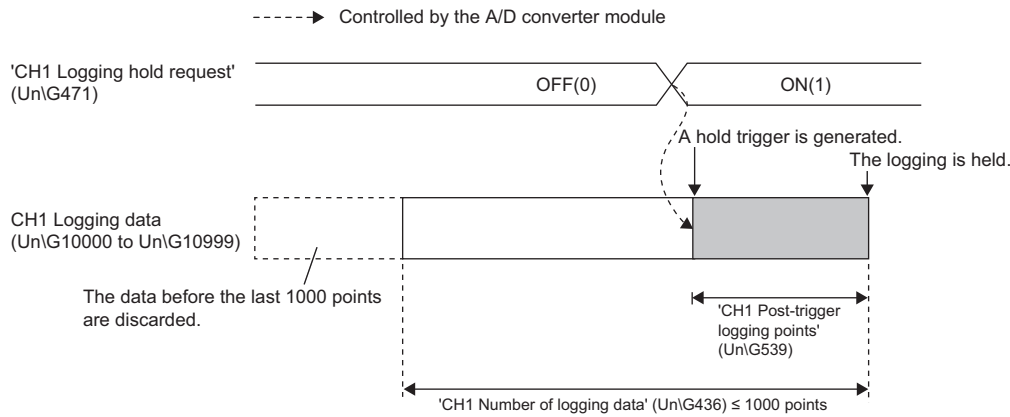 Controlled by the A/D converter module
'CH1 Logging hold request'
(Un\G471)
OFF(0)
ON(1)
A hold trigger is generated.
The logging is held.
CH1 Logging data
(Un\G10000 to Un\G10999)
The data before the last 1000 points
are discarded.
'CH1 Post-trigger
logging points'
(Un\G539)
'CH1 Number of logging data' (Un\G436) ≤ 1000 points